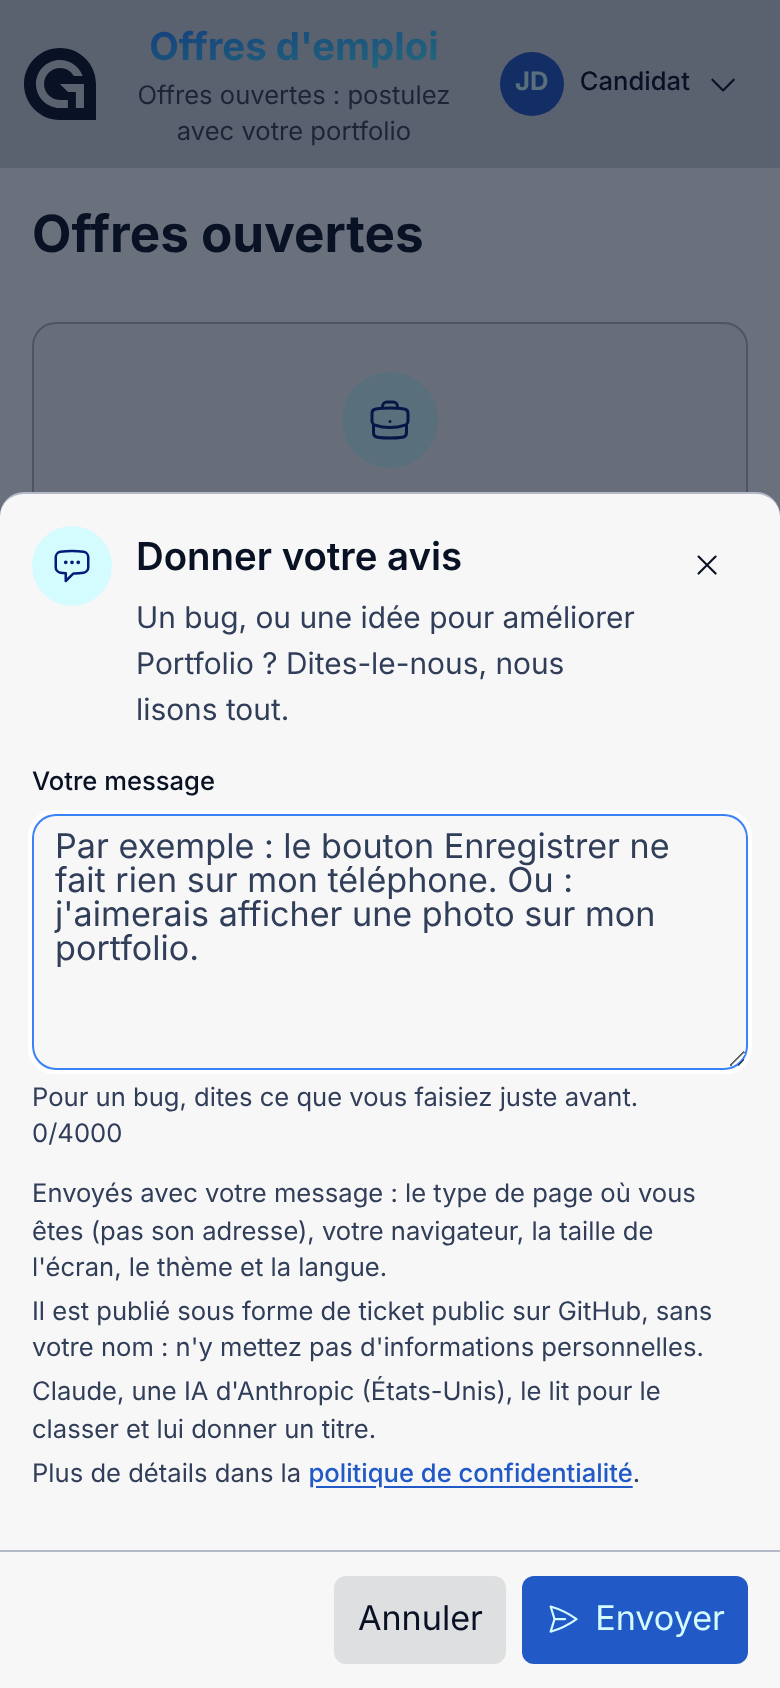 Offres d'emploi
Offres ouvertes : postulez
avec votre portfolio
JD
Candidat
Offres ouvertes
Donner votre avis
Un bug, ou une idée pour améliorer
Portfolio ? Dites-le-nous, nous
lisons tout.
Votre message
Par exemple : le bouton Enregistrer ne
fait rien sur mon téléphone. Ou :
j'aimerais afficher une photo sur mon
portfolio.
Pour un bug, dites ce que vous faisiez juste avant.
0/4000
Envoyés avec votre message : le type de page où vous
êtes (pas son adresse), votre navigateur, la taille de
l'écran, le thème et la langue.
Il est publié sous forme de ticket public sur GitHub, sans
votre nom : n'y mettez pas d'informations personnelles.
Claude, une IA d'Anthropic (États-Unis), le lit pour le
classer et lui donner un titre.
Plus de détails dans la politique de confidentialité.
Annuler
Envoyer